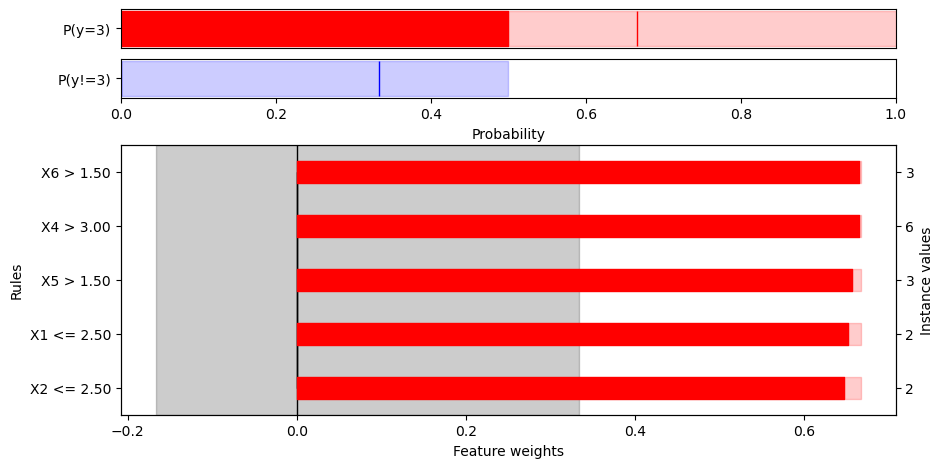 P(y=3)
P(y!=3)
0.0 0.2 0.4 0.6 0.8 1.0
Probability
X6 > 1.50 3
X4 > 3.00 6
X5 > 1.50 3
X1 <= 2.50 2
X2 <= 2.50 2
Rules
Instance values
−0.2 0.0 0.2 0.4 0.6
Feature weights